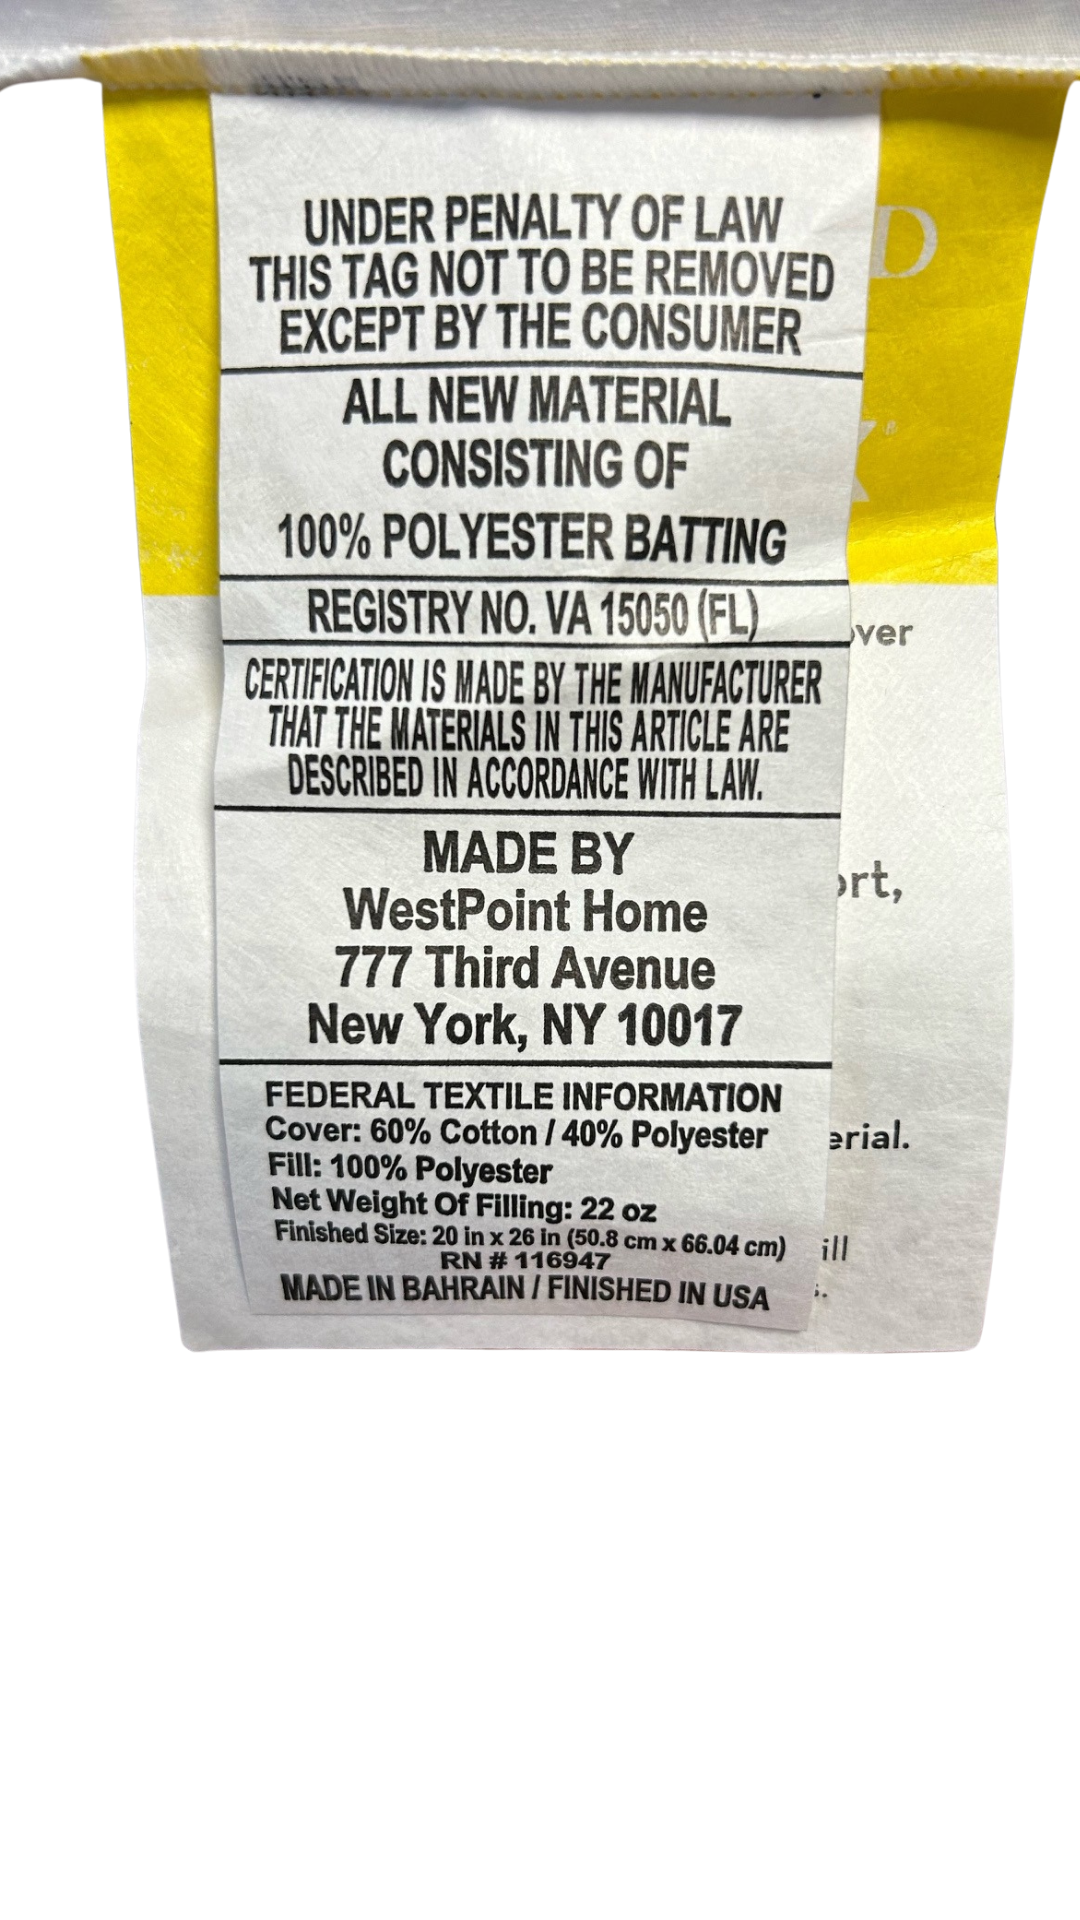 UNDER PENALTY OF LAW
THIS TAG NOT TO BE REMOVED
EXCEPT BY THE CONSUMER
ALL NEW MATERIAL
CONSISTING OF
100% POLYESTER BATTING
REGISTRY NO. VA 15050 (FL)
CERTIFICATION IS MADE BY THE MANUFACTURER
THAT THE MATERIALS IN THIS ARTICLE ARE
DESCRIBED IN ACCORDANCE WITH LAW.
MADE BY
WestPoint Home
777 Third Avenue
New York, NY 10017
FEDERAL TEXTILE INFORMATION
Cover: 60% Cotton / 40% Polyester
Fill: 100% Polyester
Net Weight Of Filling: 22 oz
Finished Size: 20 in x 26 in (50.8 cm x 66.04 cm)
RN # 116947
MADE IN BAHRAIN / FINISHED IN USA